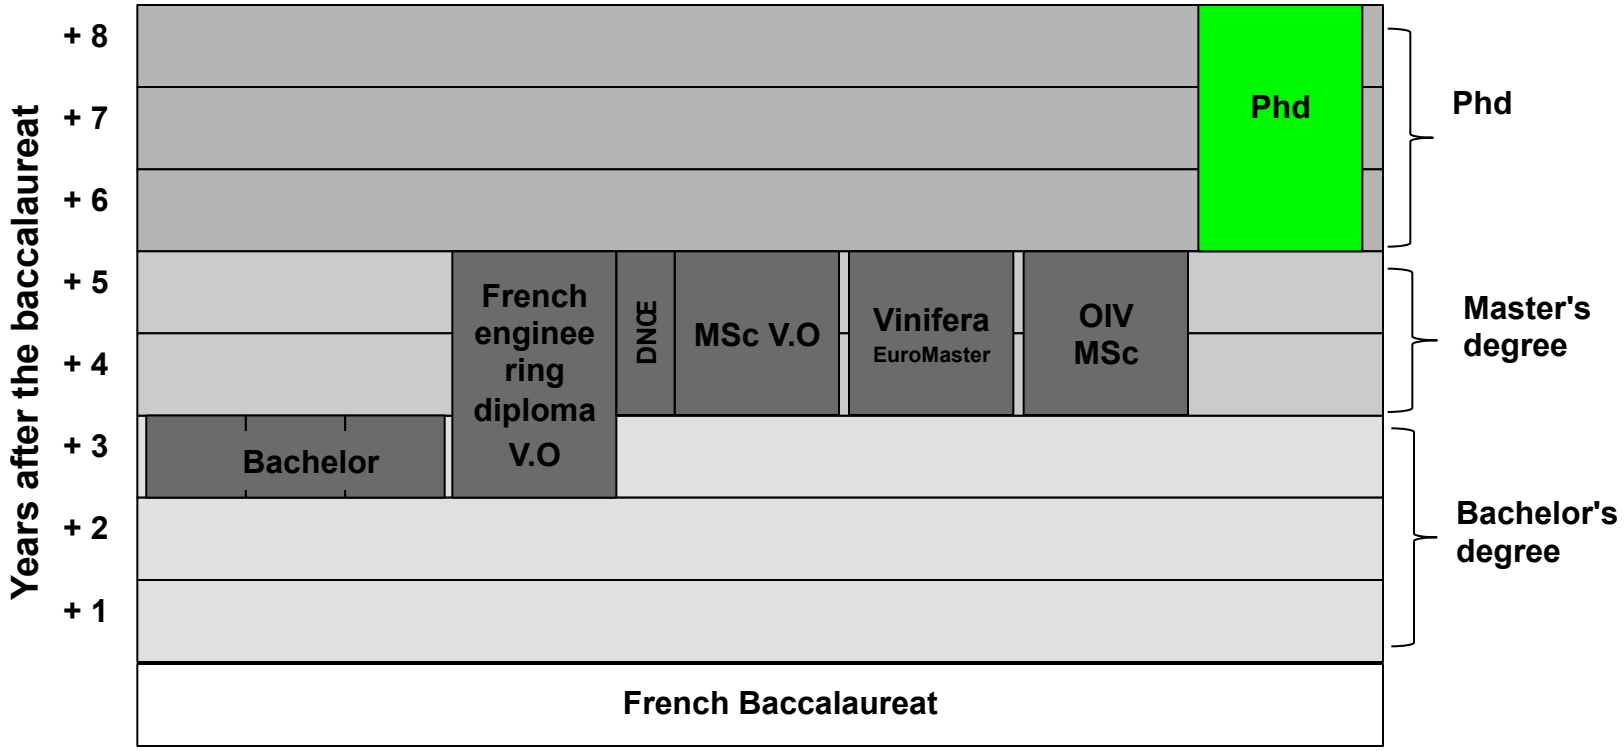 Years after the baccalaureat
+ 8
+ 7
+ 6
+ 5
+ 4
+ 3
+ 2
+ 1
Phd
French
enginee
ring
diploma
V.O
DNŒ
MSc V.O
Vinifera
EuroMaster
OIV
MSc
Bachelor
French Baccalaureat
Phd
Master's
degree
Bachelor's
degree